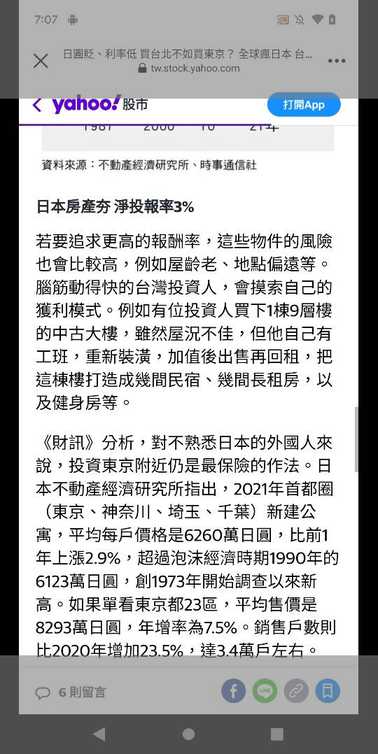 7:07
日圓貶、利率低 買台北不如買東京？ 全球瘋日本 台...
tw.stock.yahoo.com
yahoo!股市
打開App
1987 2000 10 21年
資料來源：不動產經濟研究所、時事通信社
日本房產夯 淨投報率3%
若要追求更高的報酬率，這些物件的風險
也會比較高，例如屋齡老、地點偏遠等。
腦筋動得快的台灣投資人，會摸索自己的
獲利模式。例如有位投資人買下1棟9層樓
的中古大樓，雖然屋況不佳，但他自己有
工班，重新裝潢，加值後出售再回租，把
這棟樓打造成幾間民宿、幾間長租房，以
及健身房等。
《財訊》分析，對不熟悉日本的外國人來
說，投資東京附近仍是最保險的作法。日
本不動產經濟研究所指出，2021年首都圈
（東京、神奈川、埼玉、千葉）新建公
寓，平均每戶價格是6260萬日圓，比前1
年上漲2.9%，超過泡沫經濟時期1990年的
6123萬日圓，創1973年開始調查以來新
高。如果單看東京都23區，平均售價是
8293萬日圓，年增率為7.5%。銷售戶數則
比2020年增加23.5%，達3.4萬戶左右。
6 則留言